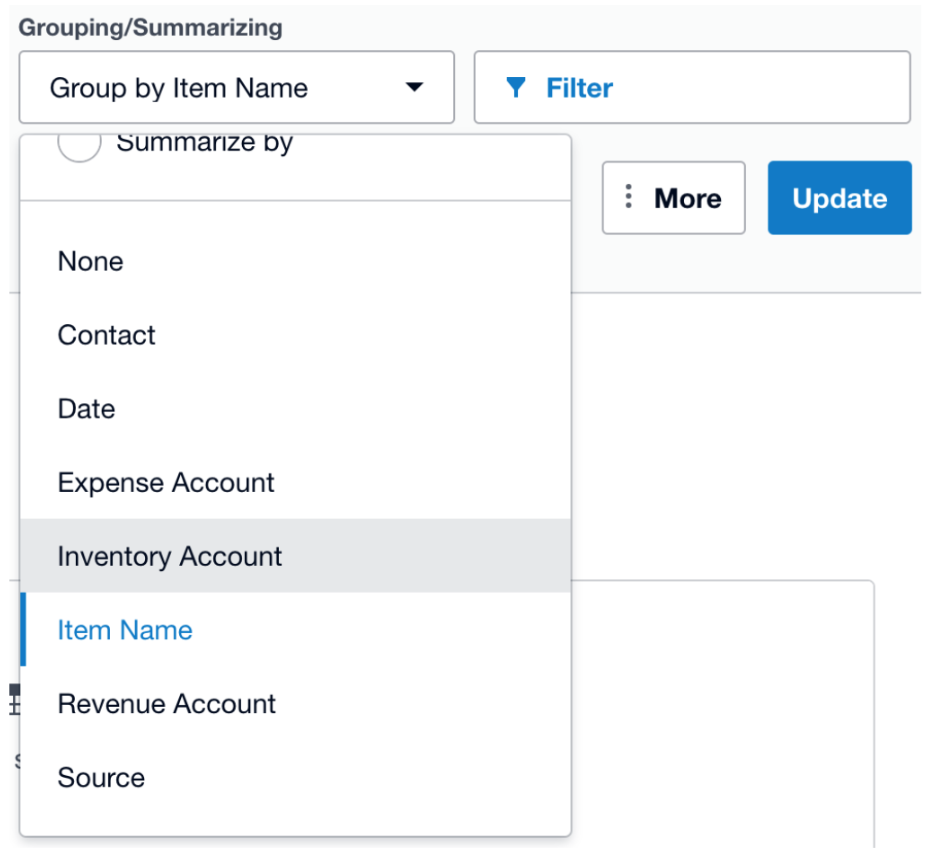 Grouping/Summarizing
Group by Item Name
Filter
Summarize by
More
Update
None
Contact
Date
Expense Account
Inventory Account
Item Name
Revenue Account
Source